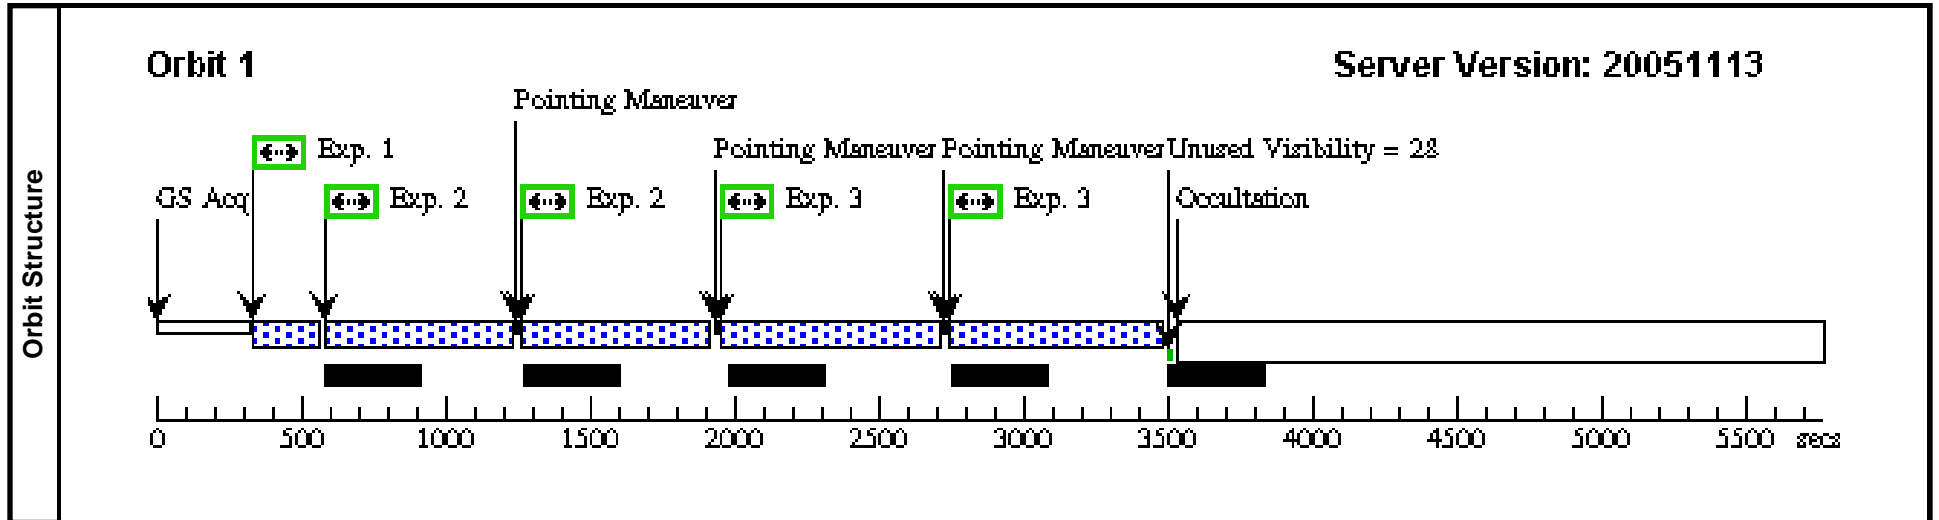 Orbit Structure
Orbit 1
Server Version: 20051113
Pointing Maneuver
Exp. 1
Pointing Maneuver
Pointing Maneuver
Unused Visibility = 28
GS Acq
Exp. 2
Exp. 2
Exp. 3
Exp. 3
Occultation
0 500 1000 1500 2000 2500 3000 3500 4000 4500 5000 5500 secs